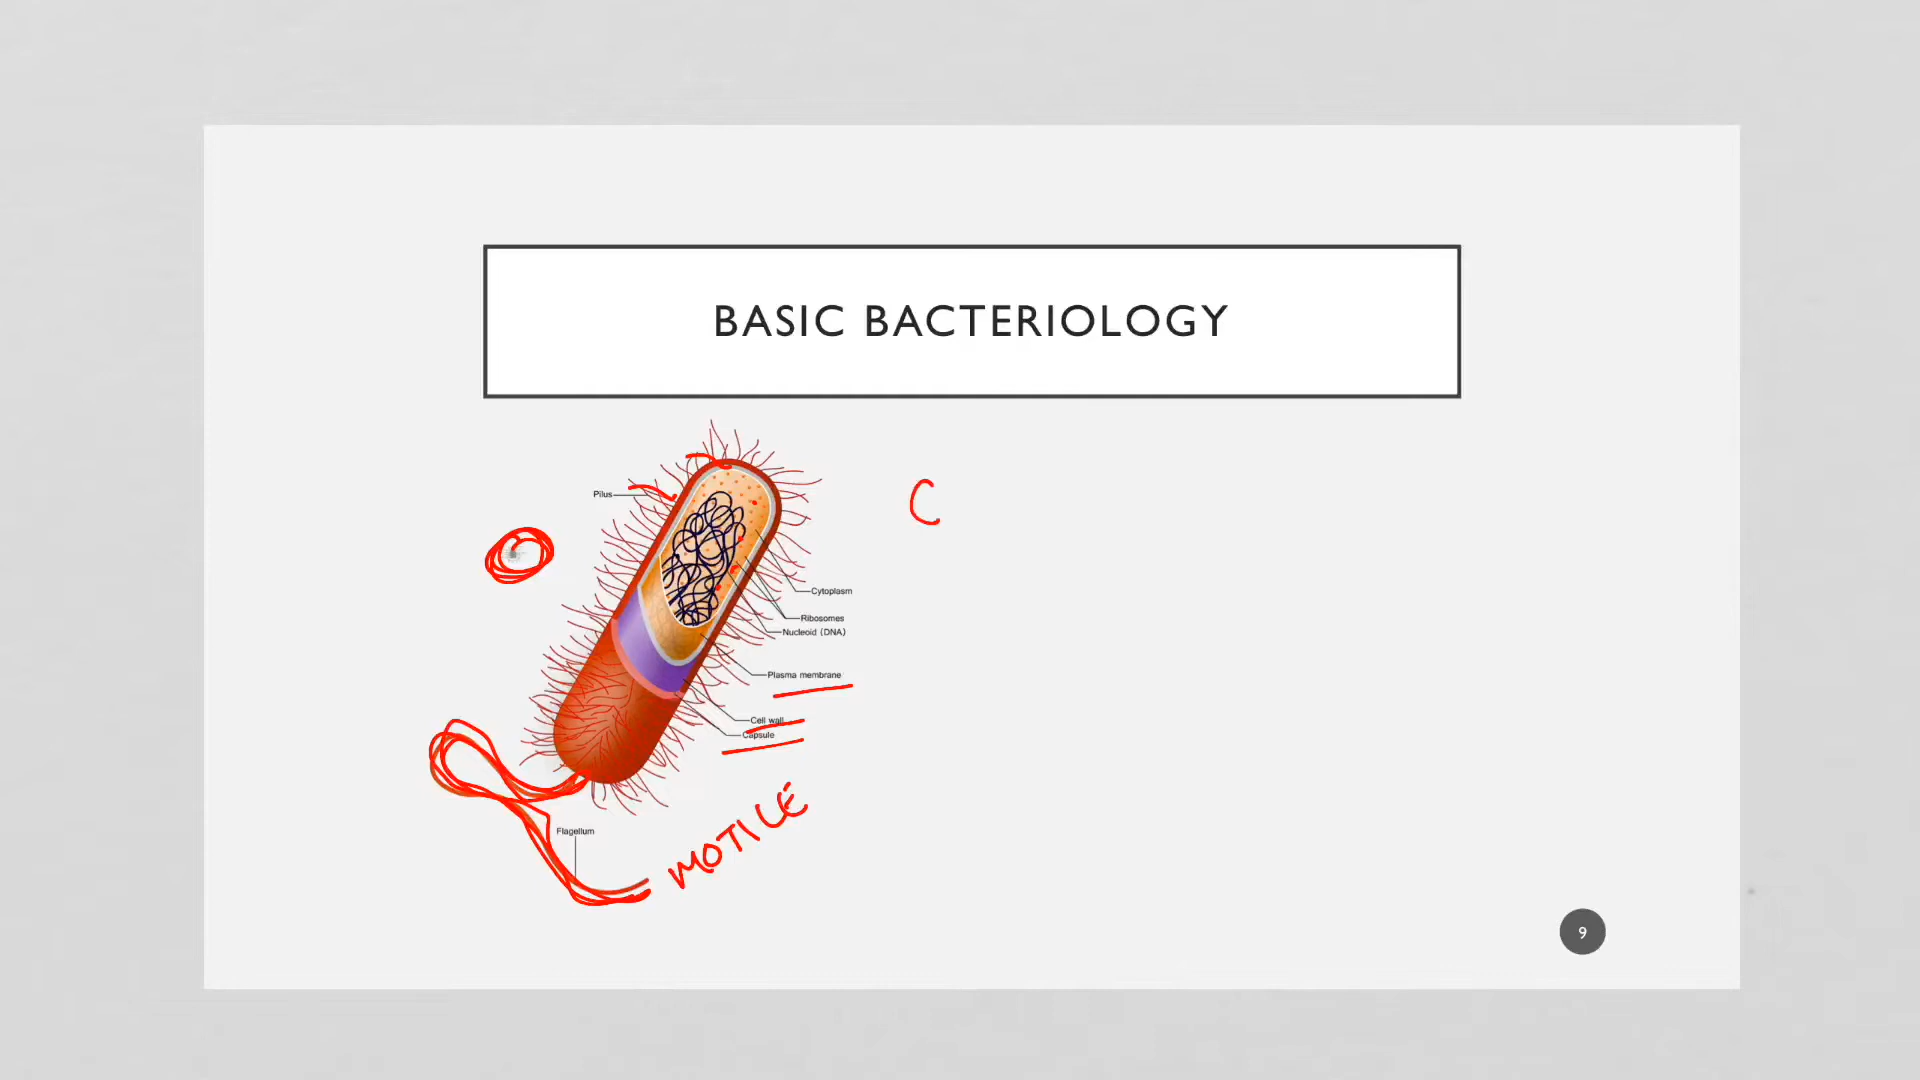 BASIC BACTERIOLOGY
Pilus
C
Cytoplasm
Ribosomes
Nucleoid (DNA)
Plasma membrane
Cell wall
Capsule
MOTILE
Flagellum
9